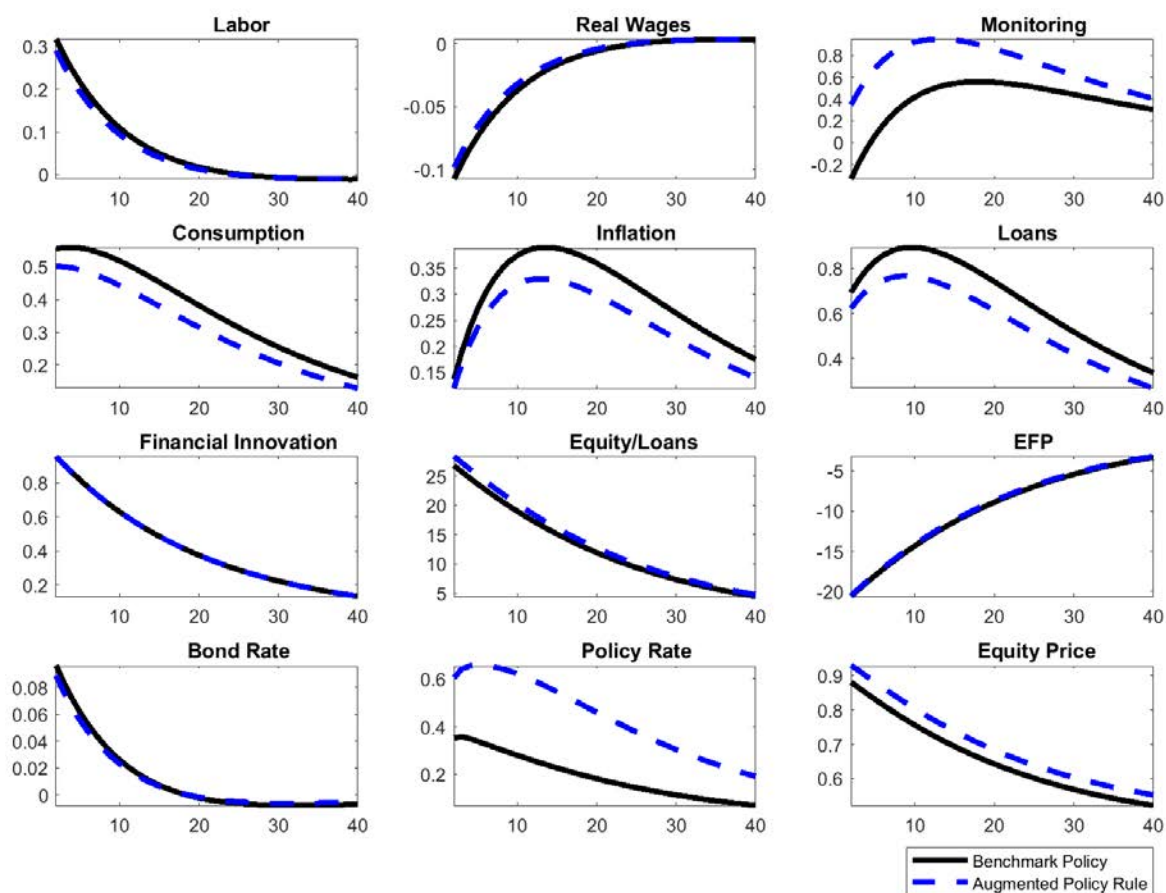 Labor
Real Wages
Monitoring
0.3
0.2
0.1
0
10 20 30 40
0
-0.05
-0.1
10 20 30 40
0.8
0.6
0.4
0.2
0
-0.2
10 20 30 40
Consumption
Inflation
Loans
0.5
0.4
0.3
0.2
10 20 30 40
0.35
0.3
0.25
0.2
0.15
10 20 30 40
0.8
0.6
0.4
10 20 30 40
Financial Innovation
Equity/Loans
EFP
0.8
0.6
0.4
0.2
10 20 30 40
25
20
15
10
5
10 20 30 40
-5
-10
-15
-20
10 20 30 40
Bond Rate
Policy Rate
Equity Price
0.08
0.06
0.04
0.02
0
10 20 30 40
0.6
0.4
0.2
10 20 30 40
0.9
0.8
0.7
0.6
10 20 30 40
Benchmark Policy
Augmented Policy Rule